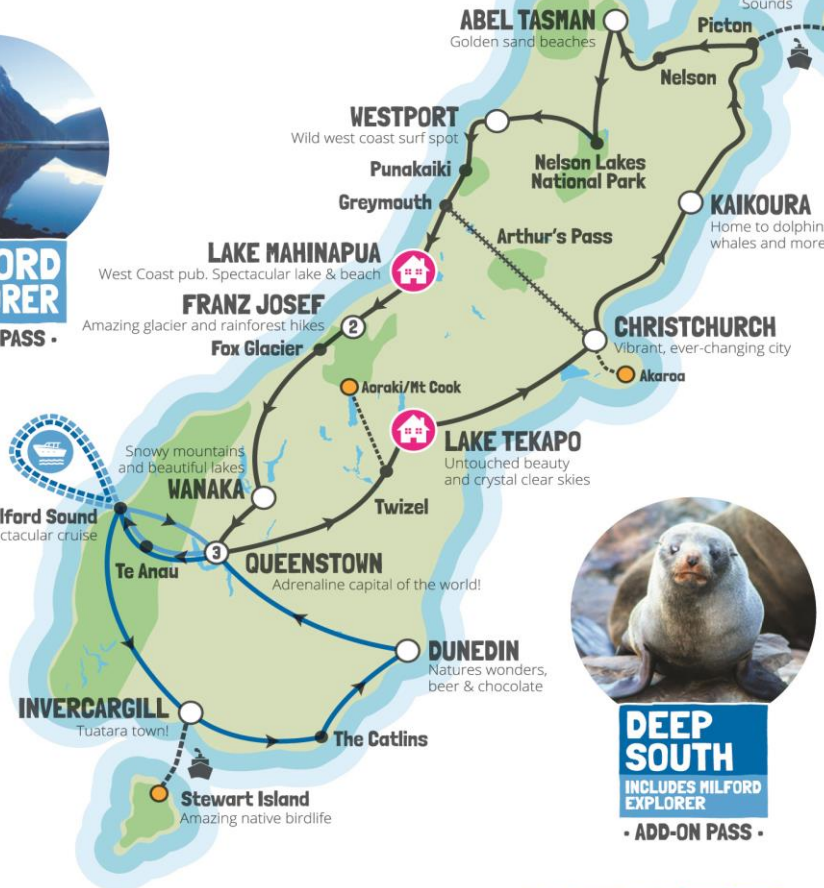 Sounds
ABEL TASMAN
Golden sand beaches
Picton
Nelson
WESTPORT
Wild west coast surf spot
Nelson Lakes
National Park
Punakaiki
Greymouth
KAIKOURA
Home to dolphin
whales and more
Arthur's Pass
LAKE MAHINAPUA
West Coast pub. Spectacular lake & beach
ORD
RER
PASS •
FRANZ JOSEF
Amazing glacier and rainforest hikes
2
Fox Glacier
CHRISTCHURCH
Vibrant, ever-changing city
Akaroa
Aoraki/Mt Cook
LAKE TEKAPO
Untouched beauty
and crystal clear skies
Snowy mountains
and beautiful lakes
WANAKA
Twizel
lford Sound
ctacular cruise
3
QUEENSTOWN
Adrenaline capital of the world!
Te Anau
DUNEDIN
Natures wonders,
beer & chocolate
INVERCARGILL
Tuatara town!
The Catlins
Stewart Island
Amazing native birdlife
DEEP
SOUTH
INCLUDES MILFORD
EXPLORER
• ADD-ON PASS •